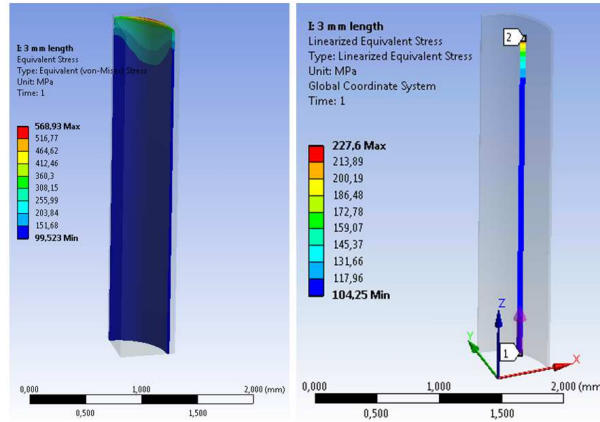 I: 3 mm length
Equivalent Stress
Type: Equivalent (von-Mises) Stress
Unit: MPa
Time: 1
568,93 Max
516,77
464,62
412,46
360,3
308,15
255,99
203,84
151,68
99,523 Min
0,000
1,000
2,000 (mm)
0,500
1,500
I: 3 mm length
Linearized Equivalent Stress
Type: Linearized Equivalent Stress
Unit: MPa
Global Coordinate System
Time: 1
227,6 Max
213,89
200,19
186,48
172,78
159,07
145,37
131,66
117,96
104,25 Min
2
Z
Y
1
X
0,000
1,000
2,000 (mm)
0,500
1,500